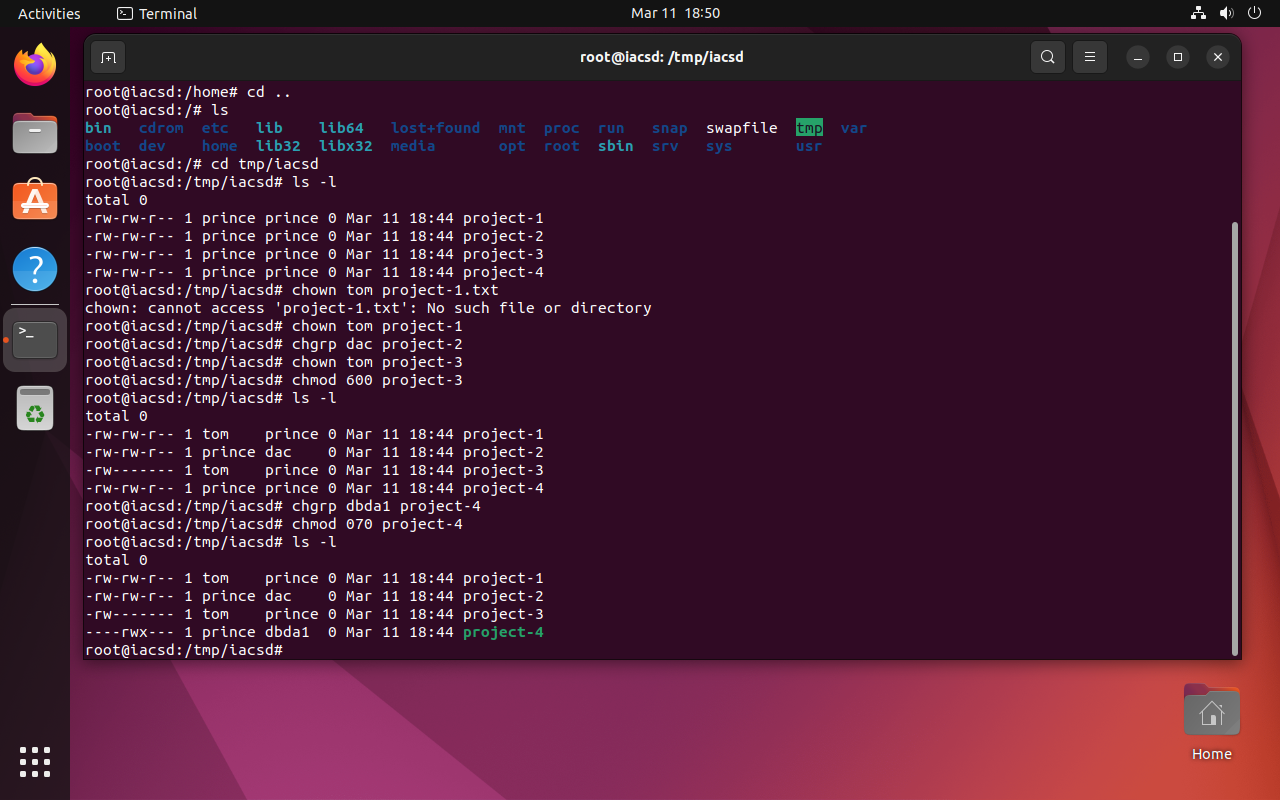 Activities Terminal Mar 11 18:50
root@iacsd: /tmp/iacsd
root@iacsd:/home# cd ..
root@iacsd:/# ls
bin cdrom etc lib lib64 lost+found mnt proc run snap swapfile tmp var
boot dev home lib32 libx32 media opt root sbin srv sys usr
root@iacsd:/# cd tmp/iacsd
root@iacsd:/tmp/iacsd# ls -l
total 0
-rw-rw-r-- 1 prince prince 0 Mar 11 18:44 project-1
-rw-rw-r-- 1 prince prince 0 Mar 11 18:44 project-2
-rw-rw-r-- 1 prince prince 0 Mar 11 18:44 project-3
-rw-rw-r-- 1 prince prince 0 Mar 11 18:44 project-4
root@iacsd:/tmp/iacsd# chown tom project-1.txt
chown: cannot access 'project-1.txt': No such file or directory
root@iacsd:/tmp/iacsd# chown tom project-1
root@iacsd:/tmp/iacsd# chgrp dac project-2
root@iacsd:/tmp/iacsd# chown tom project-3
root@iacsd:/tmp/iacsd# chmod 600 project-3
root@iacsd:/tmp/iacsd# ls -l
total 0
-rw-rw-r-- 1 tom    prince 0 Mar 11 18:44 project-1
-rw-rw-r-- 1 prince dac    0 Mar 11 18:44 project-2
-rw------- 1 tom    prince 0 Mar 11 18:44 project-3
-rw-rw-r-- 1 prince prince 0 Mar 11 18:44 project-4
root@iacsd:/tmp/iacsd# chgrp dbda1 project-4
root@iacsd:/tmp/iacsd# chmod 070 project-4
root@iacsd:/tmp/iacsd# ls -l
total 0
-rw-rw-r-- 1 tom    prince 0 Mar 11 18:44 project-1
-rw-rw-r-- 1 prince dac    0 Mar 11 18:44 project-2
-rw------- 1 tom    prince 0 Mar 11 18:44 project-3
----rwx--- 1 prince dbda1  0 Mar 11 18:44 project-4
root@iacsd:/tmp/iacsd#
Home